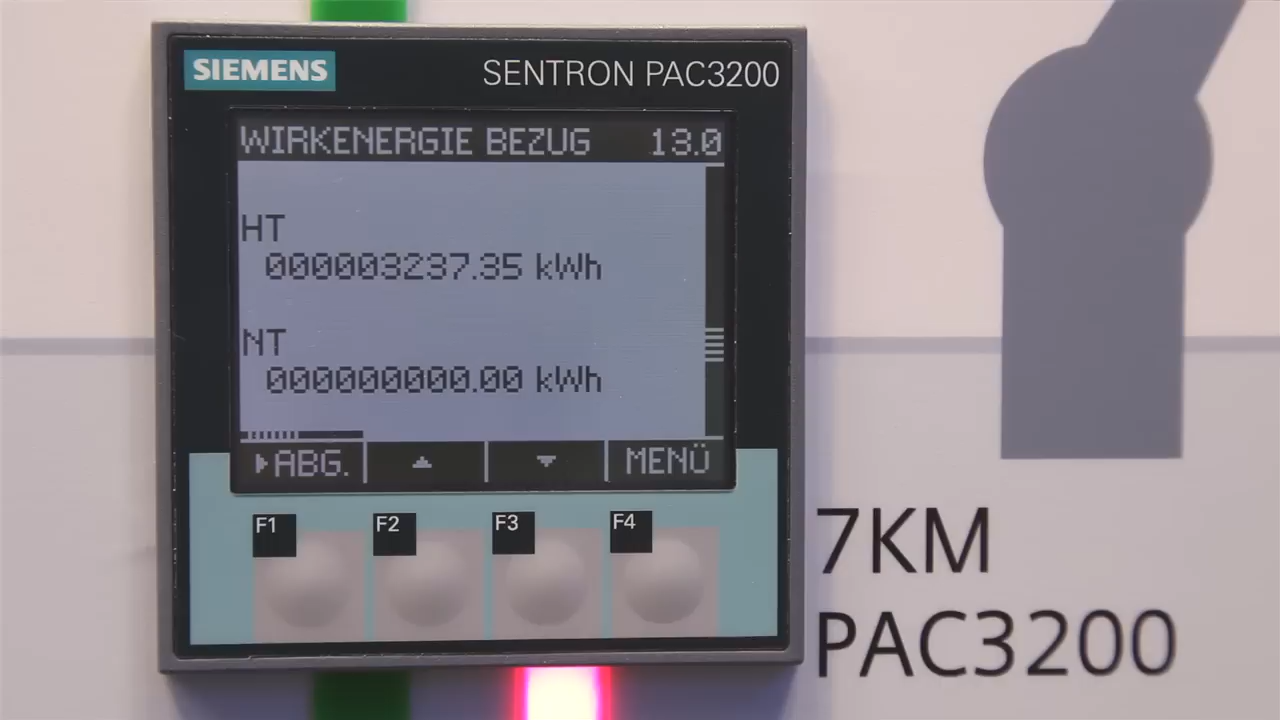 SIEMENS SENTRON PAC3200
WIRKENERGIE BEZUG 13.0
HT
000003237.35 kWh
NT
000000000.00 kWh
ABG. MENÜ
F1 F2 F3 F4
7KM
PAC3200